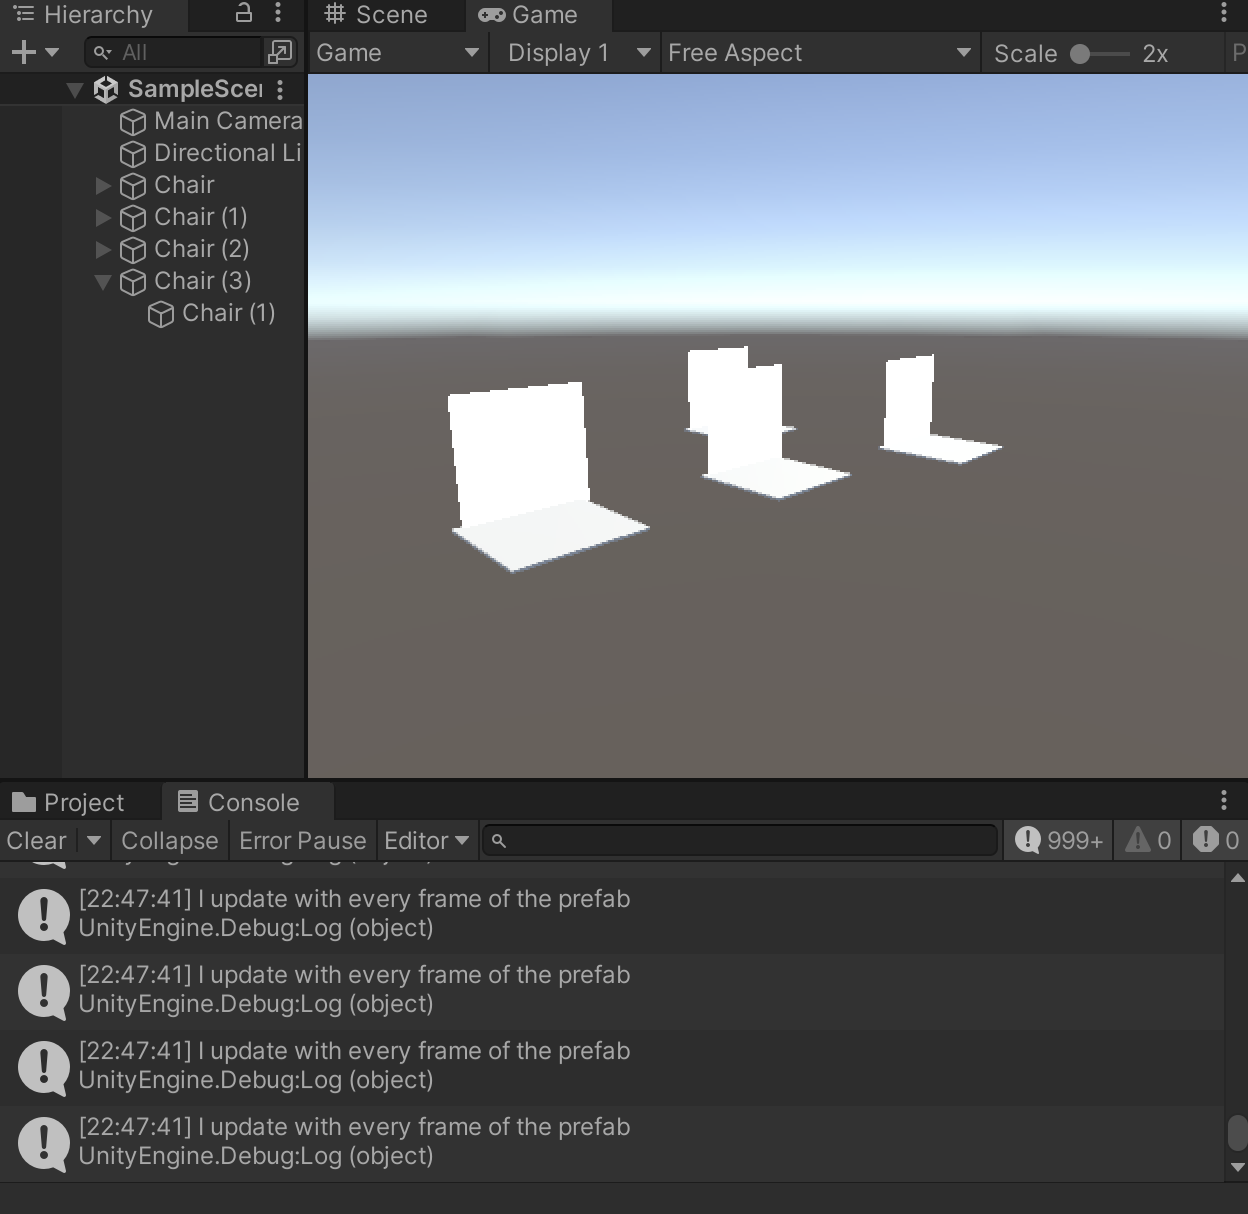 Hierarchy
All
SampleScen
Main Camera
Directional Li
Chair
Chair (1)
Chair (2)
Chair (3)
Chair (1)
Scene Game
Game Display 1 Free Aspect Scale 2x P
Project Console
Clear Collapse Error Pause Editor 999+ 0 0
[22:47:41] I update with every frame of the prefab
UnityEngine.Debug:Log (object)
[22:47:41] I update with every frame of the prefab
UnityEngine.Debug:Log (object)
[22:47:41] I update with every frame of the prefab
UnityEngine.Debug:Log (object)
[22:47:41] I update with every frame of the prefab
UnityEngine.Debug:Log (object)